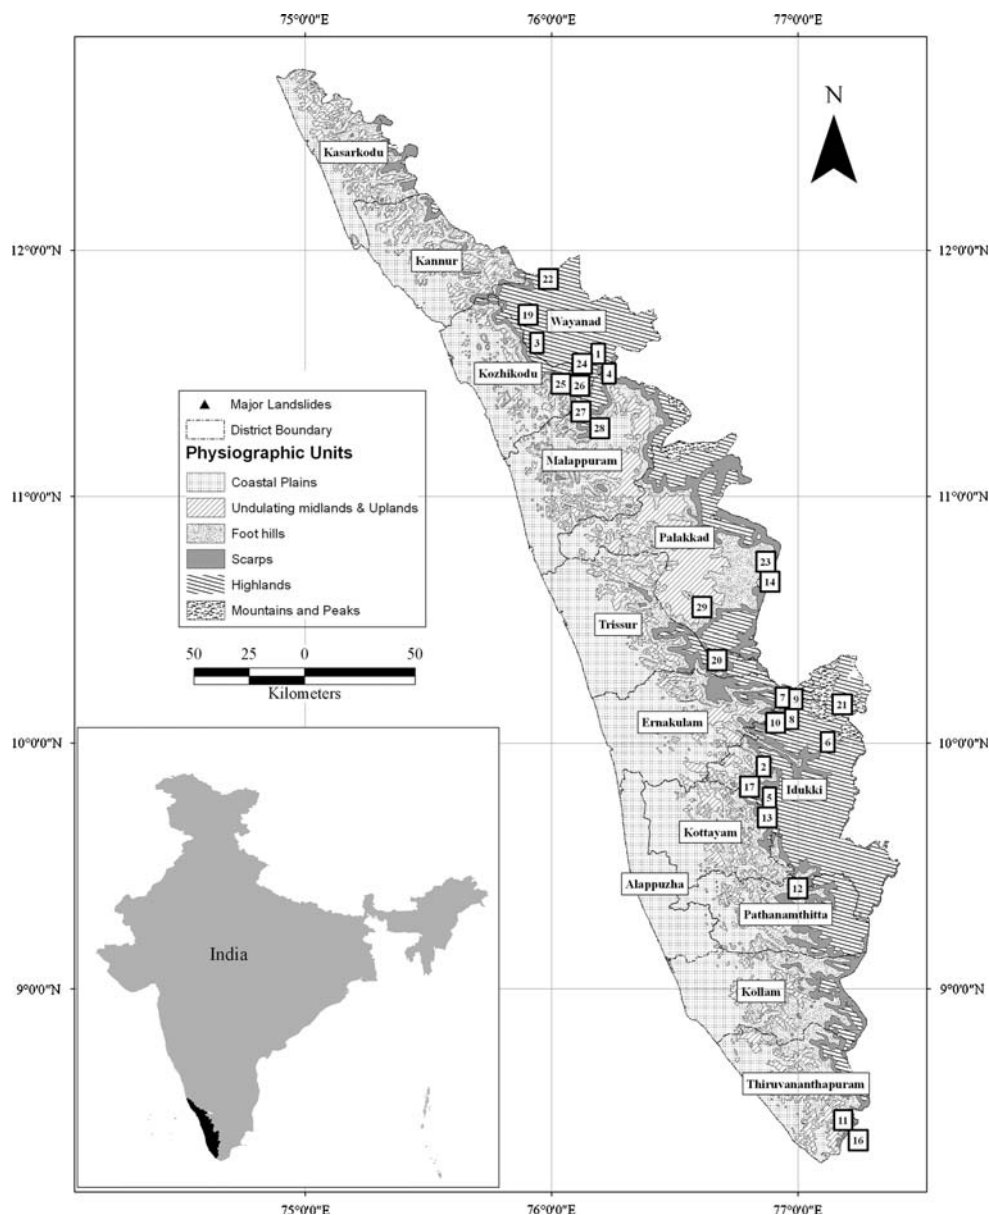 75°0'0"E 76°0'0"E 77°0'0"E
N
Kasarkodu
12°0'0"N 12°0'0"N
Kannur
22
19
Wayanad
3
1
24
Kozhikodu
4
25 26
27
28
Malappuram
Major Landslides
District Boundary
Physiographic Units
Coastal Plains
Undulating midlands & Uplands
Foot hills
Scarps
Highlands
Mountains and Peaks
11°0'0"N 11°0'0"N
Palakkad
23
14
29
Trissur
50 25 0 50
Kilometers
20
7 9
21
Ernakulam
10 8
6
10°0'0"N 10°0'0"N
2
17
Idukki
5
13
Kottayam
Alappuzha
12
Pathanamthitta
India
9°0'0"N 9°0'0"N
Kollam
Thiruvananthapuram
11
16
75°0'0"E 76°0'0"E 77°0'0"E